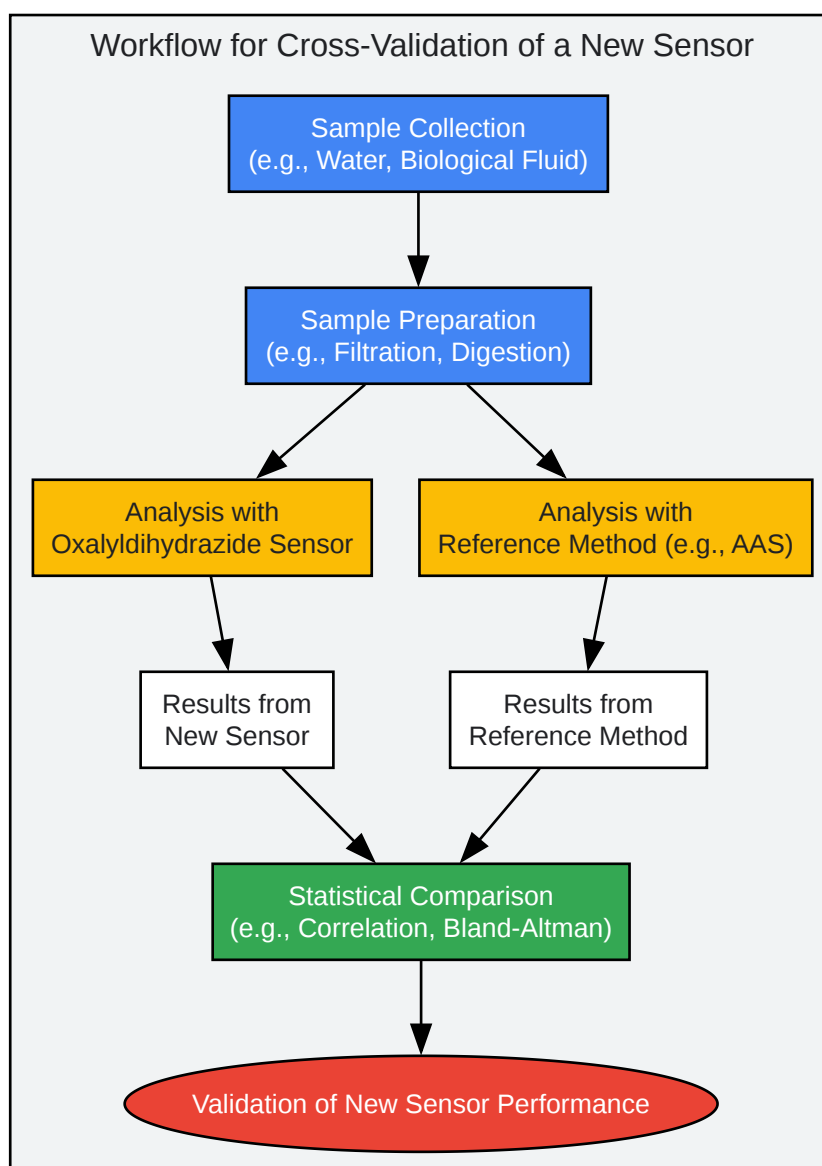 Workflow for Cross-Validation of a New Sensor
Sample Collection
(e.g., Water, Biological Fluid)
Sample Preparation
(e.g., Filtration, Digestion)
Analysis with
Oxalyldihydrazide Sensor
Analysis with
Reference Method (e.g., AAS)
Results from
New Sensor
Results from
Reference Method
Statistical Comparison
(e.g., Correlation, Bland-Altman)
Validation of New Sensor Performance